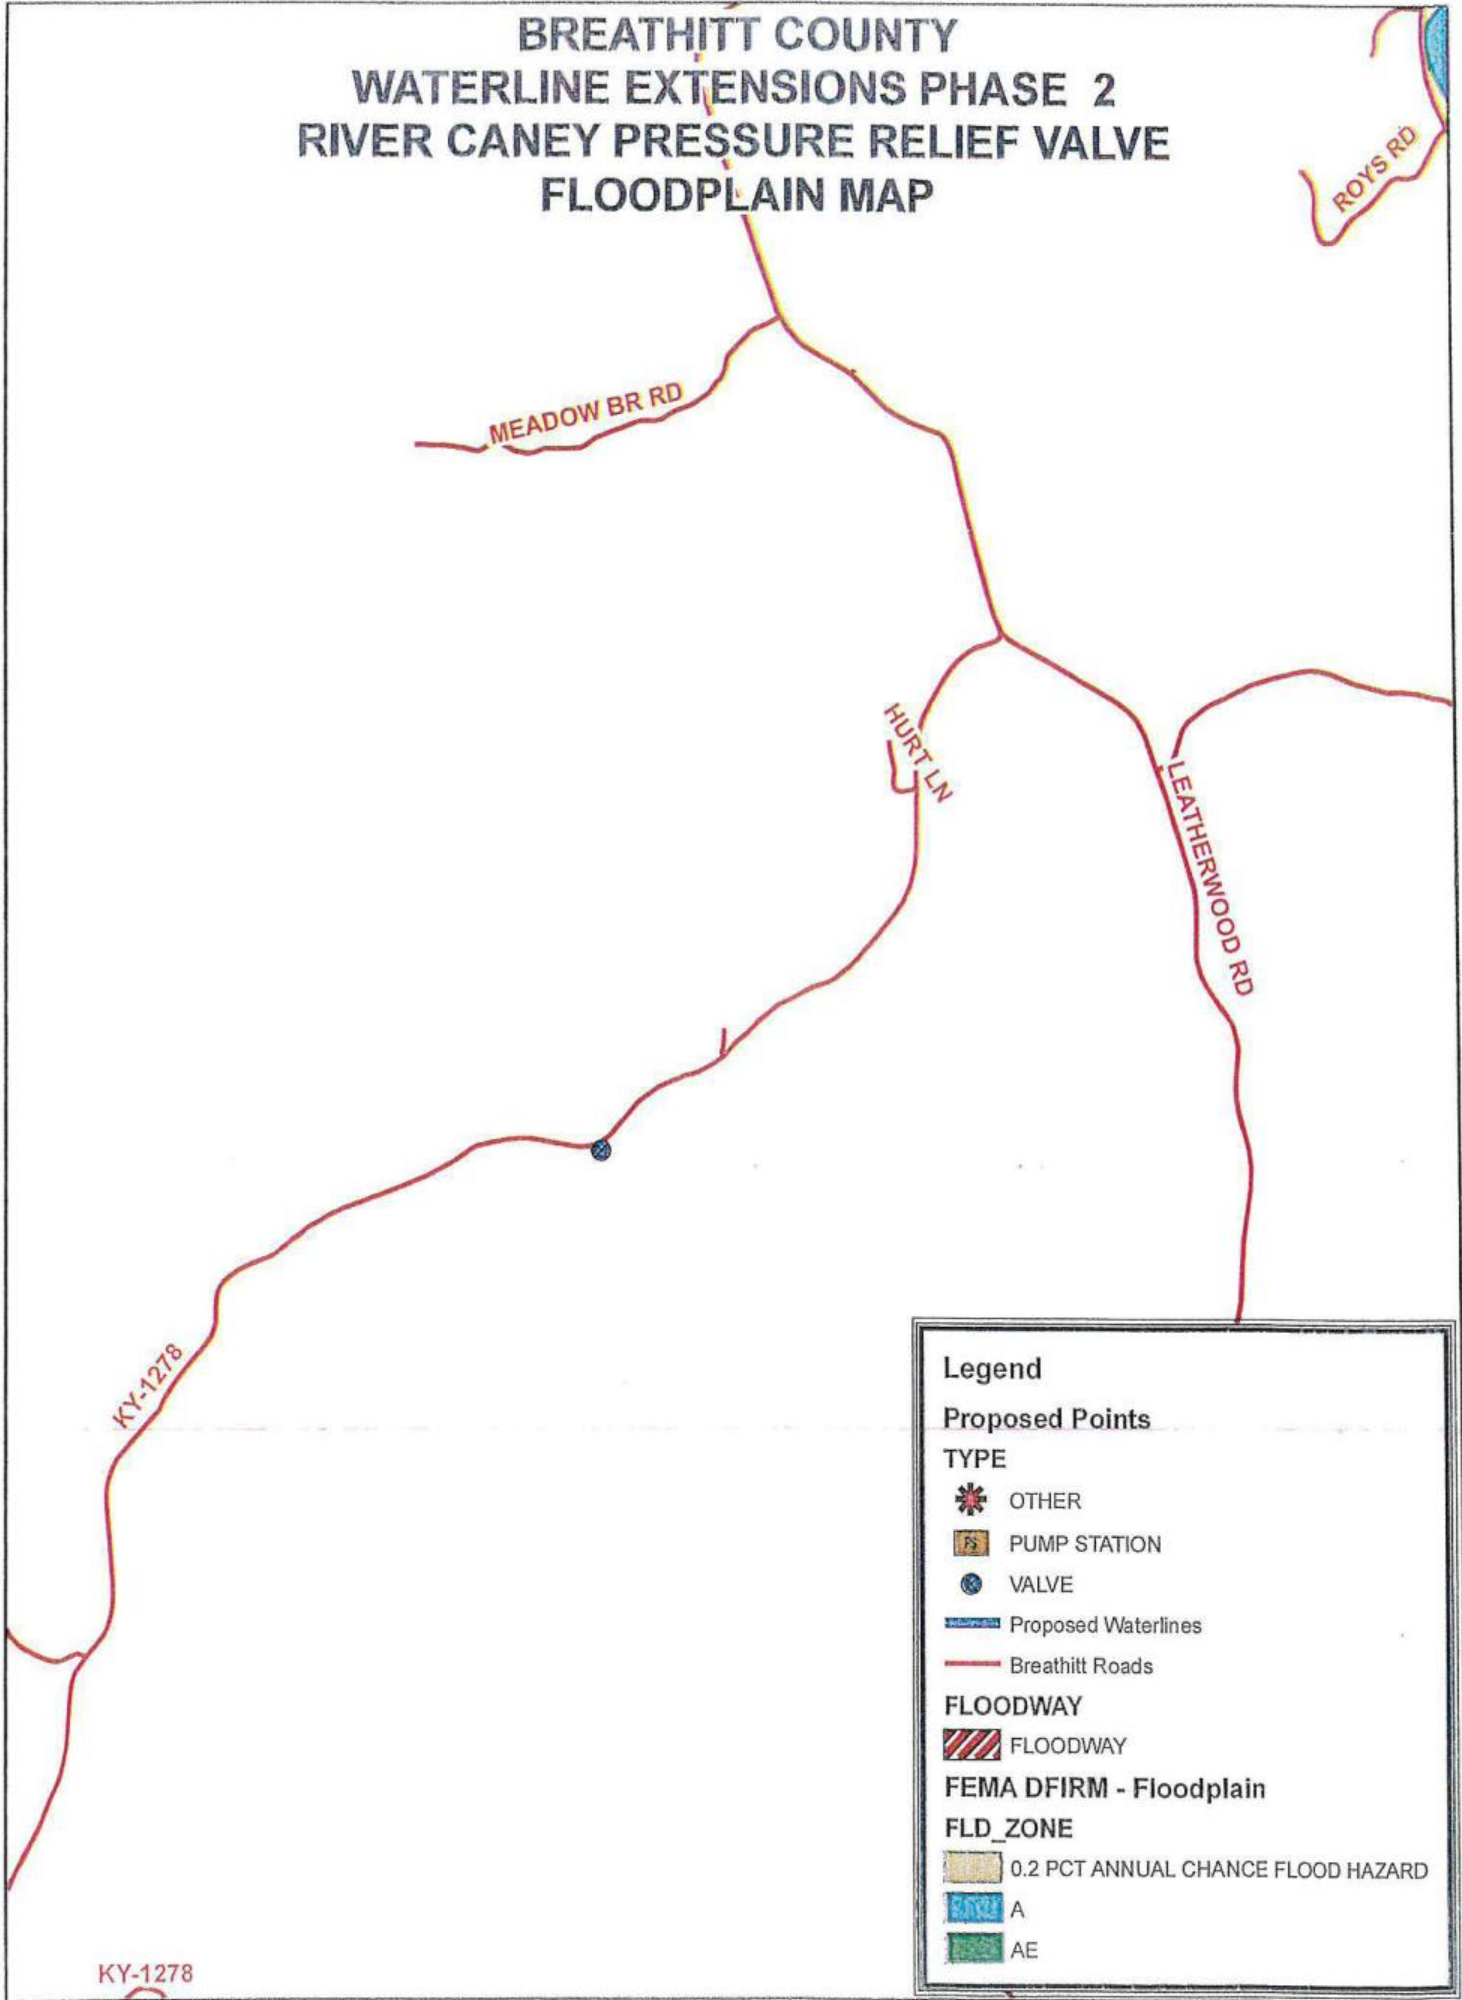 BREATHITT COUNTY
WATERLINE EXTENSIONS PHASE 2
RIVER CANEY PRESSURE RELIEF VALVE
FLOODPLAIN MAP
ROYS RD
MEADOW BR RD
HURT LN
LEATHERWOOD RD
KY-1278
KY-1278
Legend
Proposed Points
TYPE
OTHER
PS PUMP STATION
VALVE
Proposed Waterlines
Breathitt Roads
FLOODWAY
FLOODWAY
FEMA DFIRM - Floodplain
FLD_ZONE
0.2 PCT ANNUAL CHANCE FLOOD HAZARD
A
AE